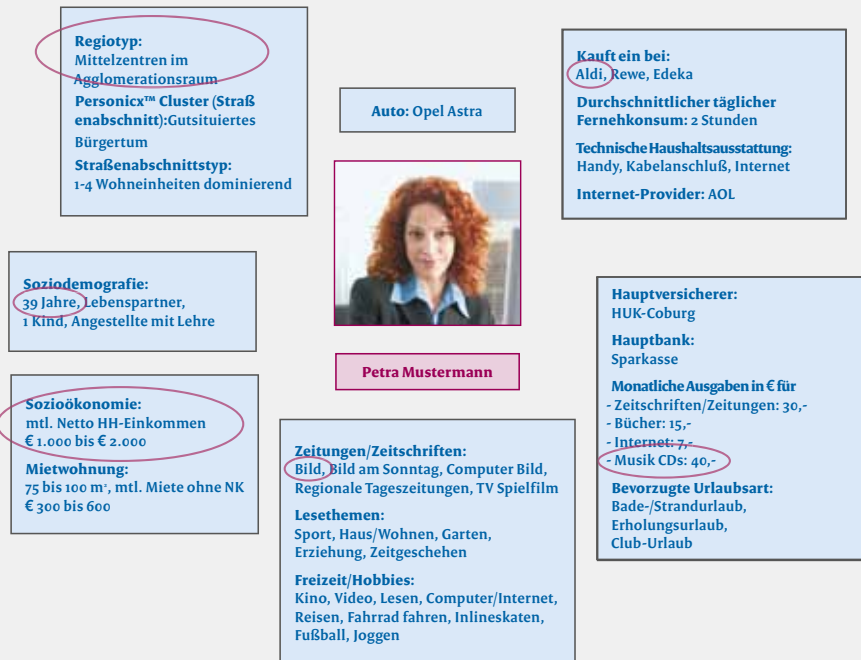 Regiotyp:
Mittelzentren im
Agglomerationsraum
Personicx™ Cluster (Straß
enabschnitt):Gutsituiertes
Bürgertum
Straßenabschnittstyp:
1-4 Wohneinheiten dominierend
Auto: Opel Astra
Kauft ein bei:
Aldi, Rewe, Edeka
Durchschnittlicher täglicher
Fernehkonsum: 2 Stunden
Technische Haushaltsausstattung:
Handy, Kabelanschluß, Internet
Internet-Provider: AOL
Soziodemografie:
39 Jahre, Lebenspartner,
1 Kind, Angestellte mit Lehre
Sozioökonomie:
mtl. Netto HH-Einkommen
€ 1.000 bis € 2.000
Mietwohnung:
75 bis 100 m², mtl. Miete ohne NK
€ 300 bis 600
Petra Mustermann
Zeitungen/Zeitschriften:
Bild, Bild am Sonntag, Computer Bild,
Regionale Tageszeitungen, TV Spielfilm
Lesethemen:
Sport, Haus/Wohnen, Garten,
Erziehung, Zeitgeschehen
Freizeit/Hobbies:
Kino, Video, Lesen, Computer/Internet,
Reisen, Fahrrad fahren, Inlineskaten,
Fußball, Joggen
Hauptversicherer:
HUK-Coburg
Hauptbank:
Sparkasse
Monatliche Ausgaben in € für
- Zeitschriften/Zeitungen: 30,-
- Bücher: 15,-
- Internet: 7,-
- Musik CDs: 40,-
Bevorzugte Urlaubsart:
Bade-/Strandurlaub,
Erholungsurlaub,
Club-Urlaub